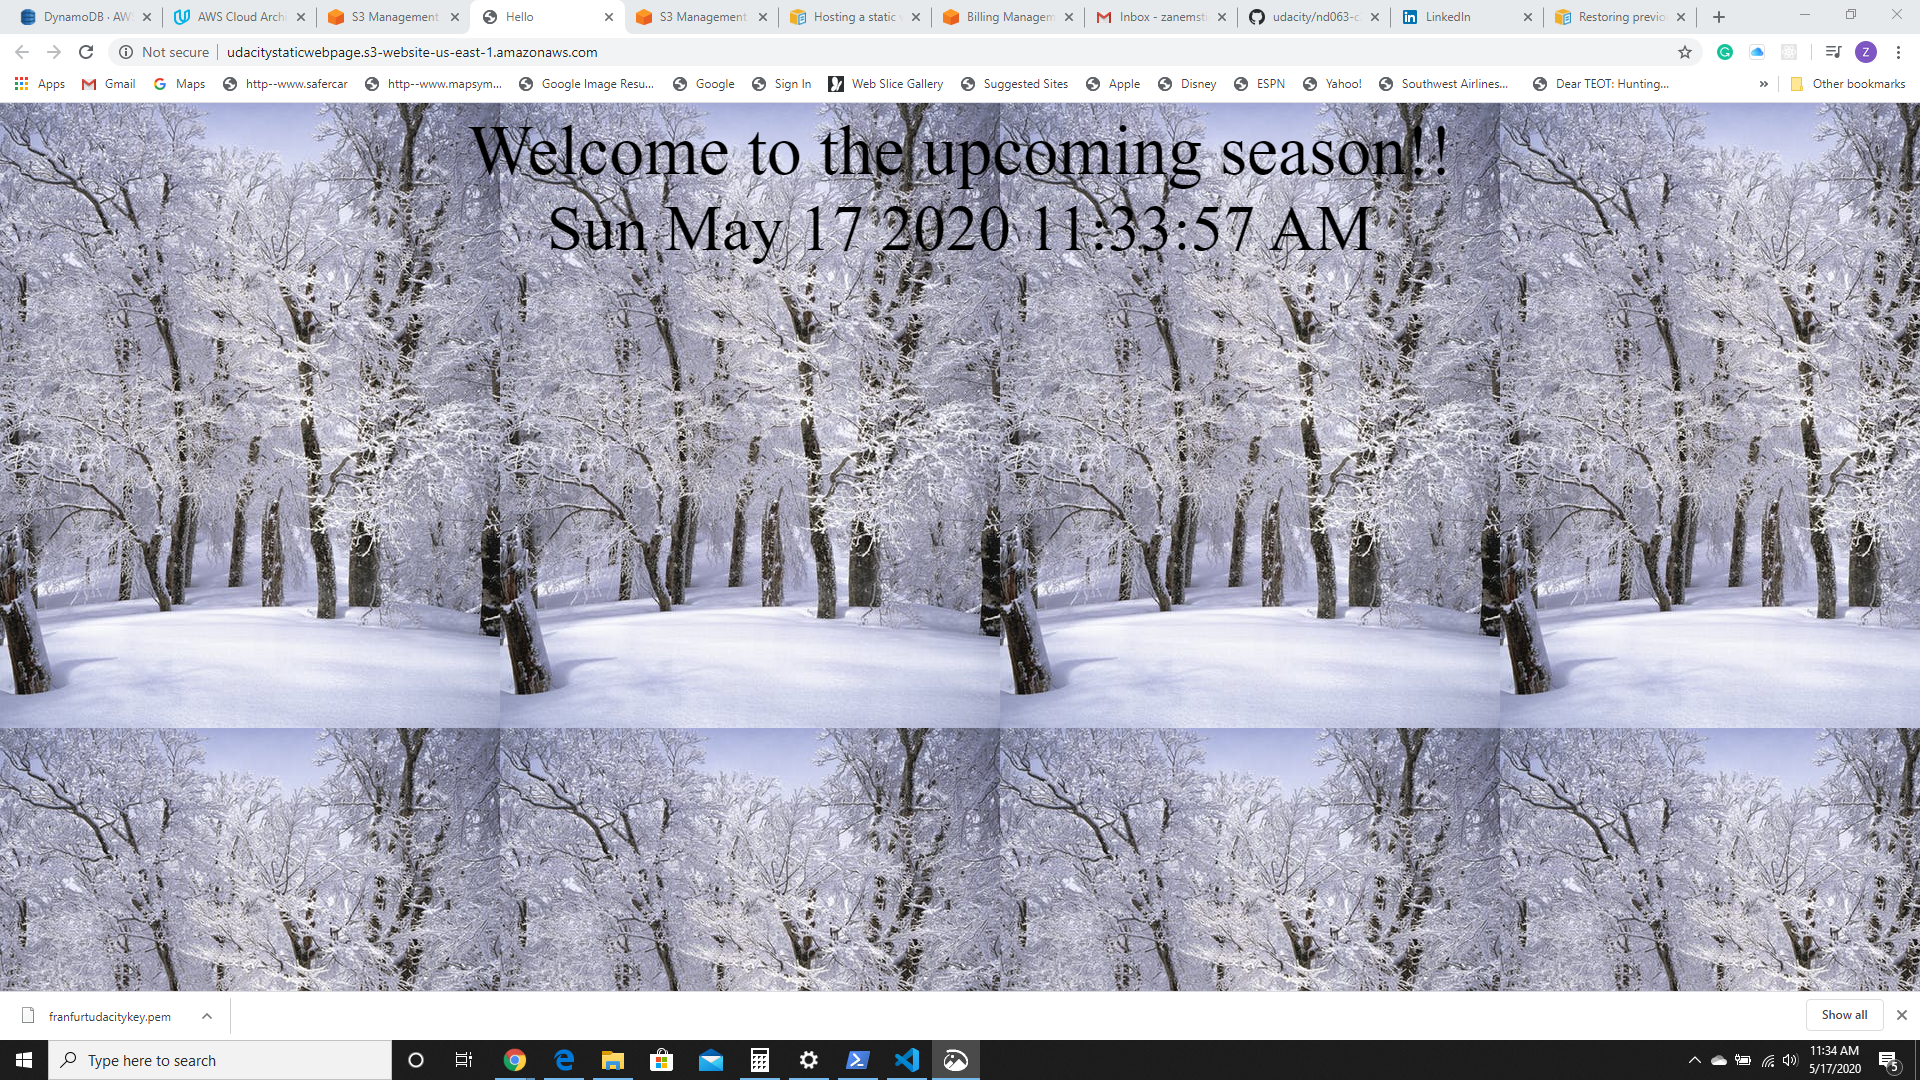 DynamoDB · AW
AWS Cloud Archi
S3 Management
Hello
S3 Management
Hosting a static
Billing Managem
Inbox - zanemsti
udacity/nd063-c
LinkedIn
Restoring previo
Not secure
udacitystaticwebpage.s3-website-us-east-1.amazonaws.com
Z
Apps
Gmail
Maps
http--www.safercar
http--www.mapsym...
Google Image Resu...
Google
Sign In
Web Slice Gallery
Suggested Sites
Apple
Disney
ESPN
Yahoo!
Southwest Airlines...
Dear TEOT: Hunting...
»
Other bookmarks
Welcome to the upcoming season!!
Sun May 17 2020 11:33:57 AM
franfurtudacitykey.pem
Show all
Type here to search
11:34 AM
5/17/2020
5